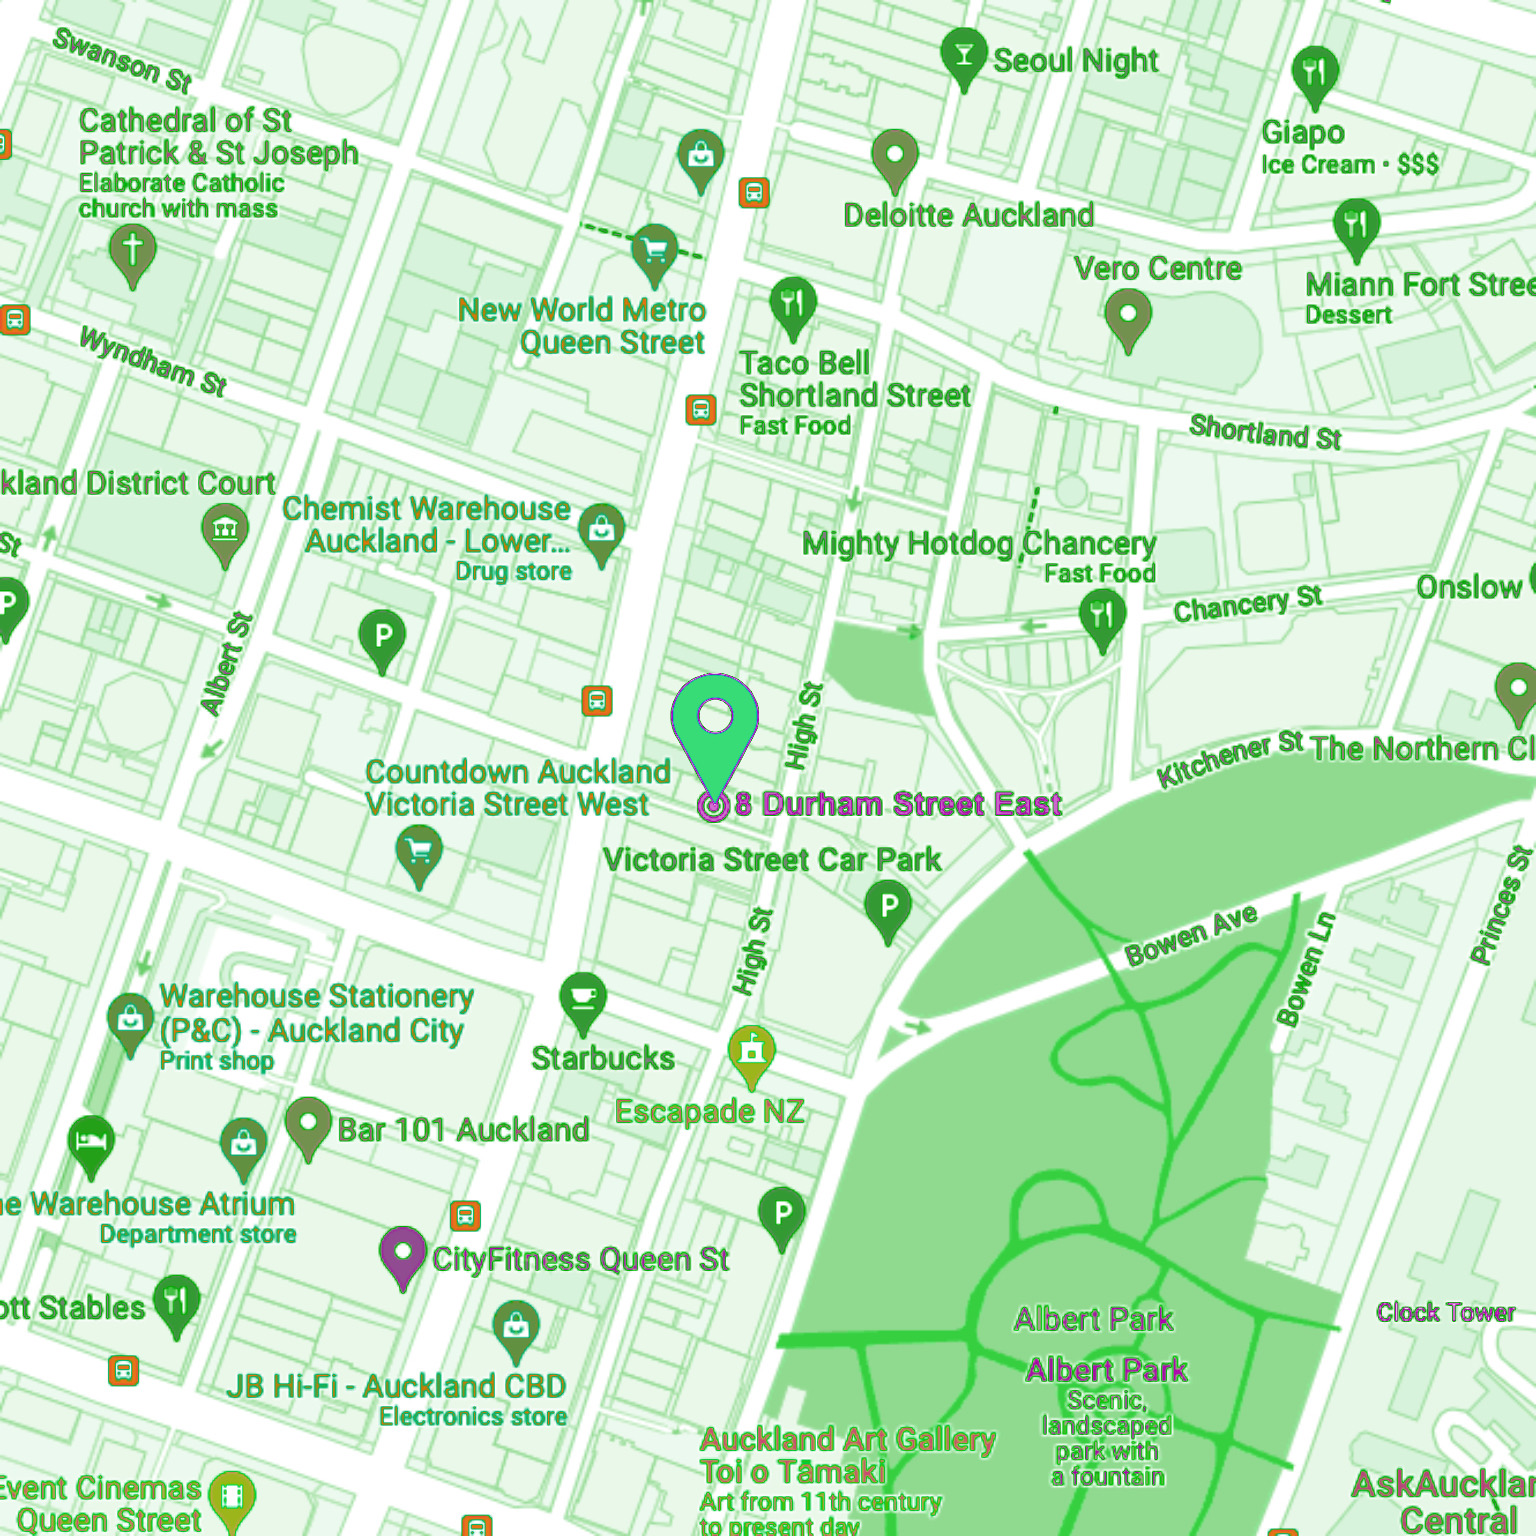 Swanson St
Seoul Night
Cathedral of St
Patrick & St Joseph
Elaborate Catholic
church with mass
Giapo
Ice Cream · $$$
Deloitte Auckland
Vero Centre
Miann Fort Stree
Dessert
New World Metro
Queen Street
Wyndham St
Taco Bell
Shortland Street
Fast Food
Shortland St
kland District Court
Chemist Warehouse
Auckland - Lower...
Drug store
St
P
Mighty Hotdog Chancery
Fast Food
Chancery St
Onslow
P
Albert St
High St
Kitchener St
The Northern Cl
Countdown Auckland
Victoria Street West
8 Durham Street East
Victoria Street Car Park
P
High St
Bowen Ave
Bowen Ln
Princes St
Warehouse Stationery
(P&C) - Auckland City
Print shop
Starbucks
Escapade NZ
Bar 101 Auckland
P
e Warehouse Atrium
Department store
CityFitness Queen St
ott Stables
Albert Park
Clock Tower
Albert Park
Scenic,
landscaped
park with
a fountain
JB Hi-Fi - Auckland CBD
Electronics store
Auckland Art Gallery
Toi o Tāmaki
Art from 11th century
to present day
Event Cinemas
Queen Street
AskAucklan
Central